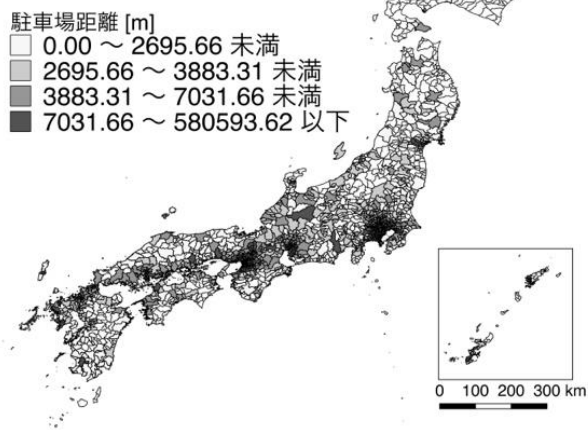 駐車場距離 [m]
0.00 ～ 2695.66 未満
2695.66 ～ 3883.31 未満
3883.31 ～ 7031.66 未満
7031.66 ～ 580593.62 以下
0 100 200 300 km